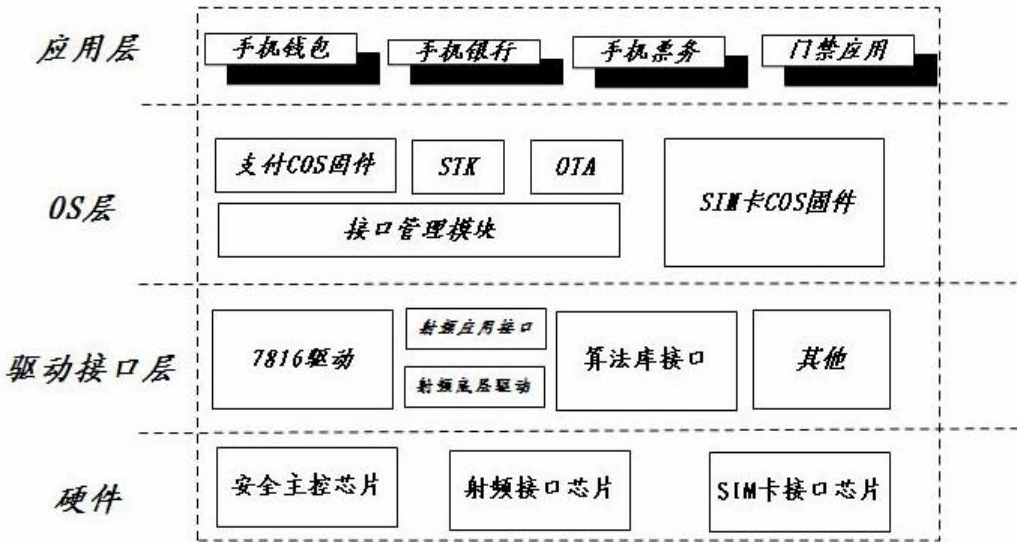 应用层
手机钱包
手机银行
手机票务
门禁应用
OS层
支付COS固件
STK
OTA
SIM卡COS固件
接口管理模块
驱动接口层
7816驱动
射频应用接口
射频底层驱动
算法库接口
其他
硬件
安全主控芯片
射频接口芯片
SIM卡接口芯片